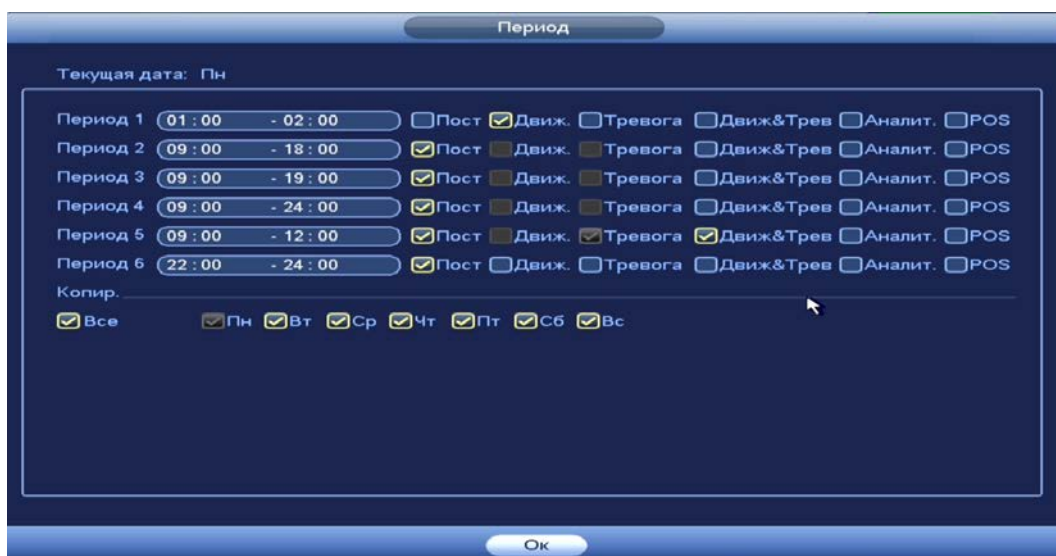 Период
Текущая дата: Пн
Период 1 01 : 00 - 02 : 00 Пост Движ. Тревога Движ&Трев Аналит. POS
Период 2 09 : 00 - 18 : 00 Пост Движ. Тревога Движ&Трев Аналит. POS
Период 3 09 : 00 - 19 : 00 Пост Движ. Тревога Движ&Трев Аналит. POS
Период 4 09 : 00 - 24 : 00 Пост Движ. Тревога Движ&Трев Аналит. POS
Период 5 09 : 00 - 12 : 00 Пост Движ. Тревога Движ&Трев Аналит. POS
Период 6 22 : 00 - 24 : 00 Пост Движ. Тревога Движ&Трев Аналит. POS
Копир.
Все Пн Вт Ср Чт Пт Сб Вс
Ок